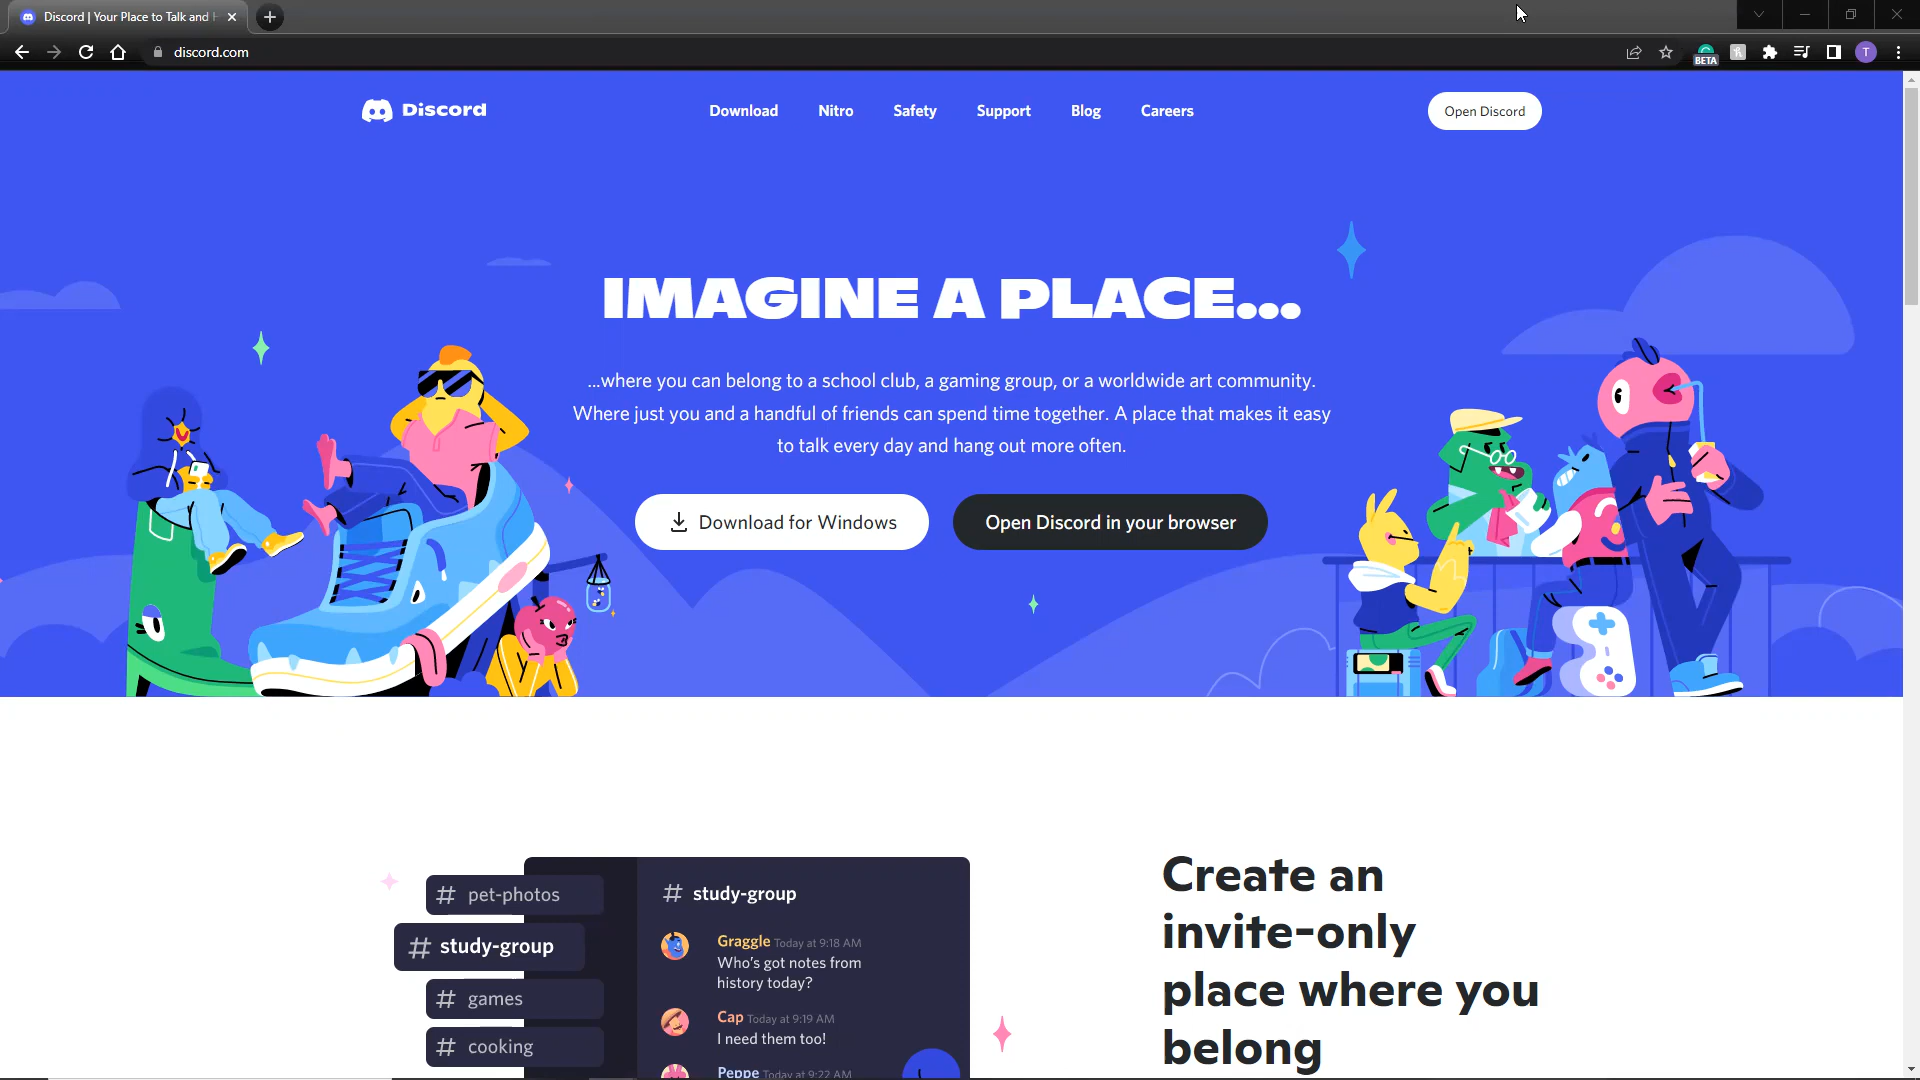 Discord | Your Place to Talk and H
discord.com
BETA
T
Discord
Download
Nitro
Safety
Support
Blog
Careers
Open Discord
IMAGINE A PLACE...
...where you can belong to a school club, a gaming group, or a worldwide art community.
Where just you and a handful of friends can spend time together. A place that makes it easy
to talk every day and hang out more often.
Download for Windows
Open Discord in your browser
# pet-photos
# study-group
# games
# cooking
# study-group
Graggle Today at 9:18 AM
Who's got notes from
history today?
Cap Today at 9:19 AM
I need them too!
Peppe Today at 9:22 AM
Create an
invite-only
place where you
belong